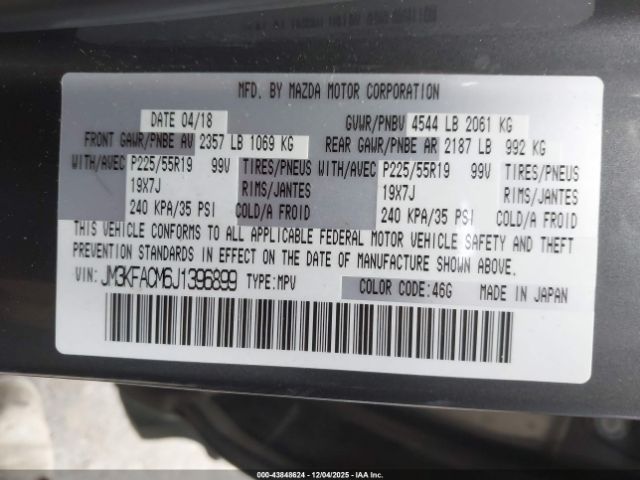 MFD. BY MAZDA MOTOR CORPORATION
DATE 04/18 GVWR/PNBV 4544 LB 2061 KG
FRONT GAWR/PNBE AV 2357 LB 1069 KG REAR GAWR/PNBE AR 2187 LB 992 KG
WITH/AVEC P225/55R19 99V TIRES/PNEUS WITH/AVEC P225/55R19 99V TIRES/PNEUS
19X7J RIMS/JANTES 19X7J RIMS/JANTES
240 KPA/35 PSI COLD/A FROID 240 KPA/35 PSI COLD/A FROID
THIS VEHICLE CONFORMS TO ALL APPLICABLE FEDERAL MOTOR VEHICLE SAFETY AND THEFT
PREVENTION STANDARDS IN EFFECT ON THE DATE OF MANUFACTURE SHOWN ABOVE.
VIN: JM3KFACM6J1396899 TYPE:MPV COLOR CODE:46G MADE IN JAPAN
000-43848624 - 12/04/2025 - IAAI.COM